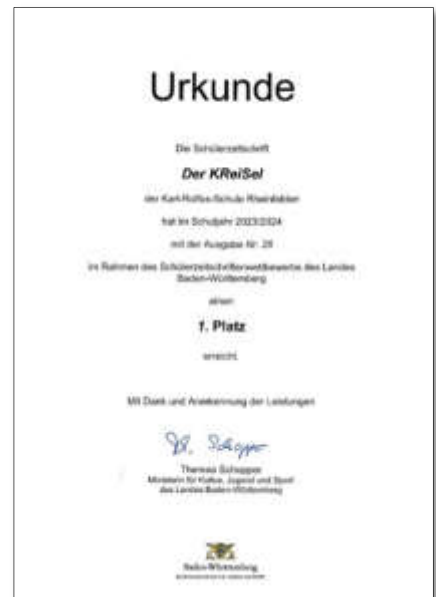 Urkunde
Die Schülerzeitschrift
Der KReiSel
der Karl-Rolfus-Schule Rheinfelden
hat im Schuljahr 2023/2024
mit der Ausgabe Nr.
im Rahmen des Schülerzeitschriftenwettbewerbs des Landes
Baden-Württemberg
einen
1. Platz
erreicht.
Mit Dank und Anerkennung der Leistungen
Theresa Schopper
Ministerin für Kultus, Jugend und Sport
des Landes Baden-Württemberg
Baden-Württemberg